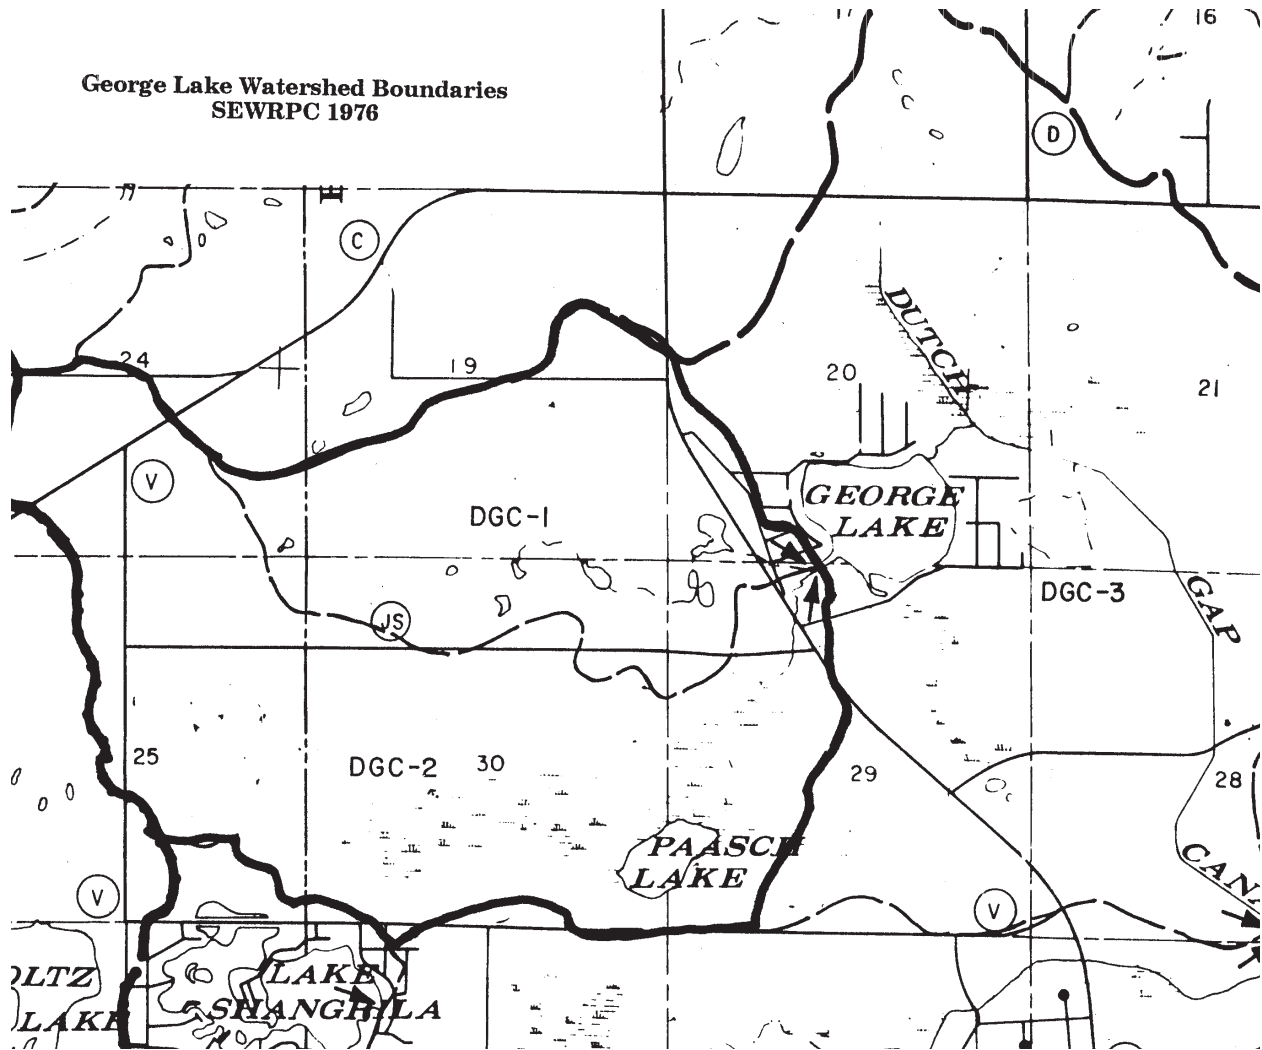 17
16
George Lake Watershed Boundaries
SEWRPC 1976
D
C
DUTCH
24
19
20
21
V
GEORGE
LAKE
DGC-1
DGC-3
GAP
JS
25
DGC-2
30
29
28
PAASCH
LAKE
V
V
LAKE
SHANGRILA
LAKE